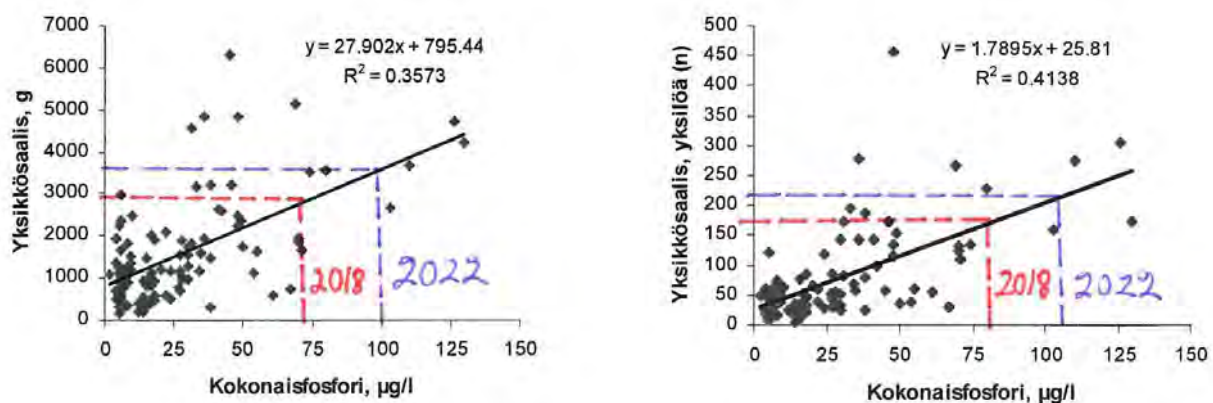 7000
6000
5000
4000
3000
2000
1000
0
Yksikkösaalis, g
y = 27.902x + 795.44
R² = 0.3573
2018
2022
0 25 50 75 100 125 150
Kokonaisfosfori, µg/l
500
450
400
350
300
250
200
150
100
50
0
Yksikkösaalis, yksilöä (n)
y = 1.7895x + 25.81
R² = 0.4138
2018
2022
0 25 50 75 100 125 150
Kokonaisfosfori, µg/l